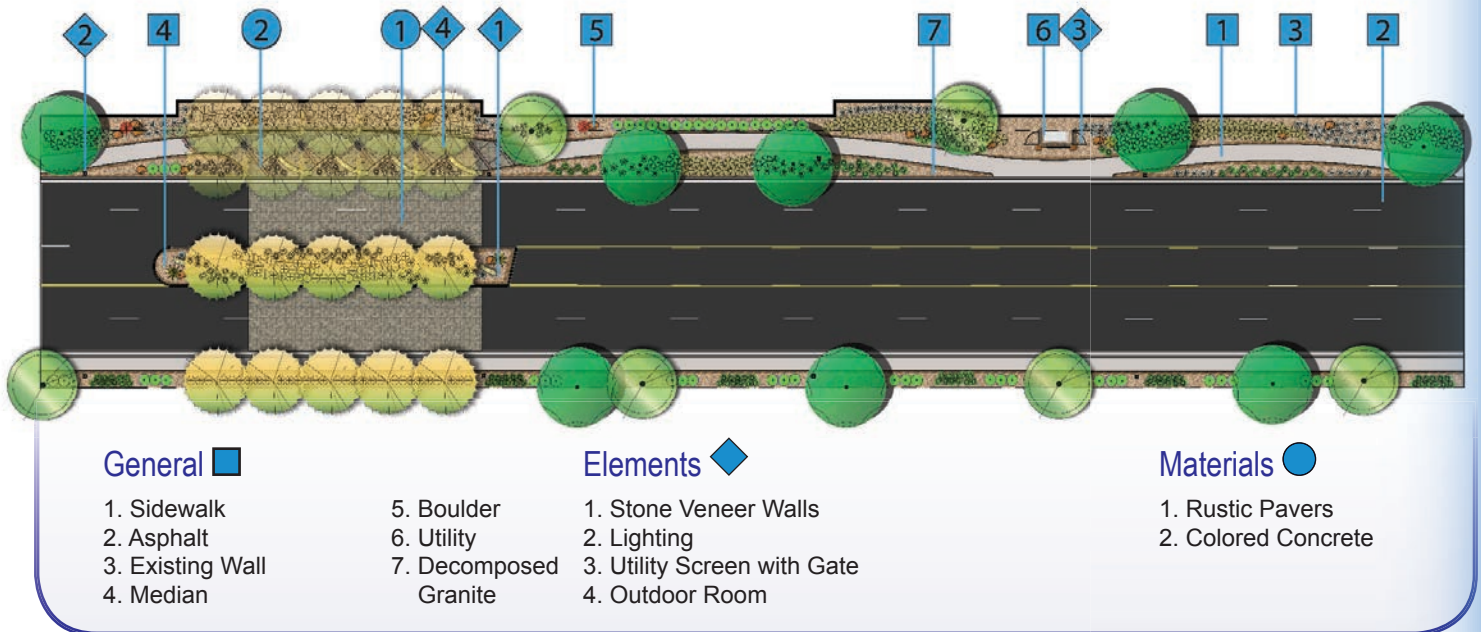 2 4 2 1 4 1 5 7 6 3 1 3 2
General
1. Sidewalk
2. Asphalt
3. Existing Wall
4. Median
5. Boulder
6. Utility
7. Decomposed
Granite
Elements
1. Stone Veneer Walls
2. Lighting
3. Utility Screen with Gate
4. Outdoor Room
Materials
1. Rustic Pavers
2. Colored Concrete